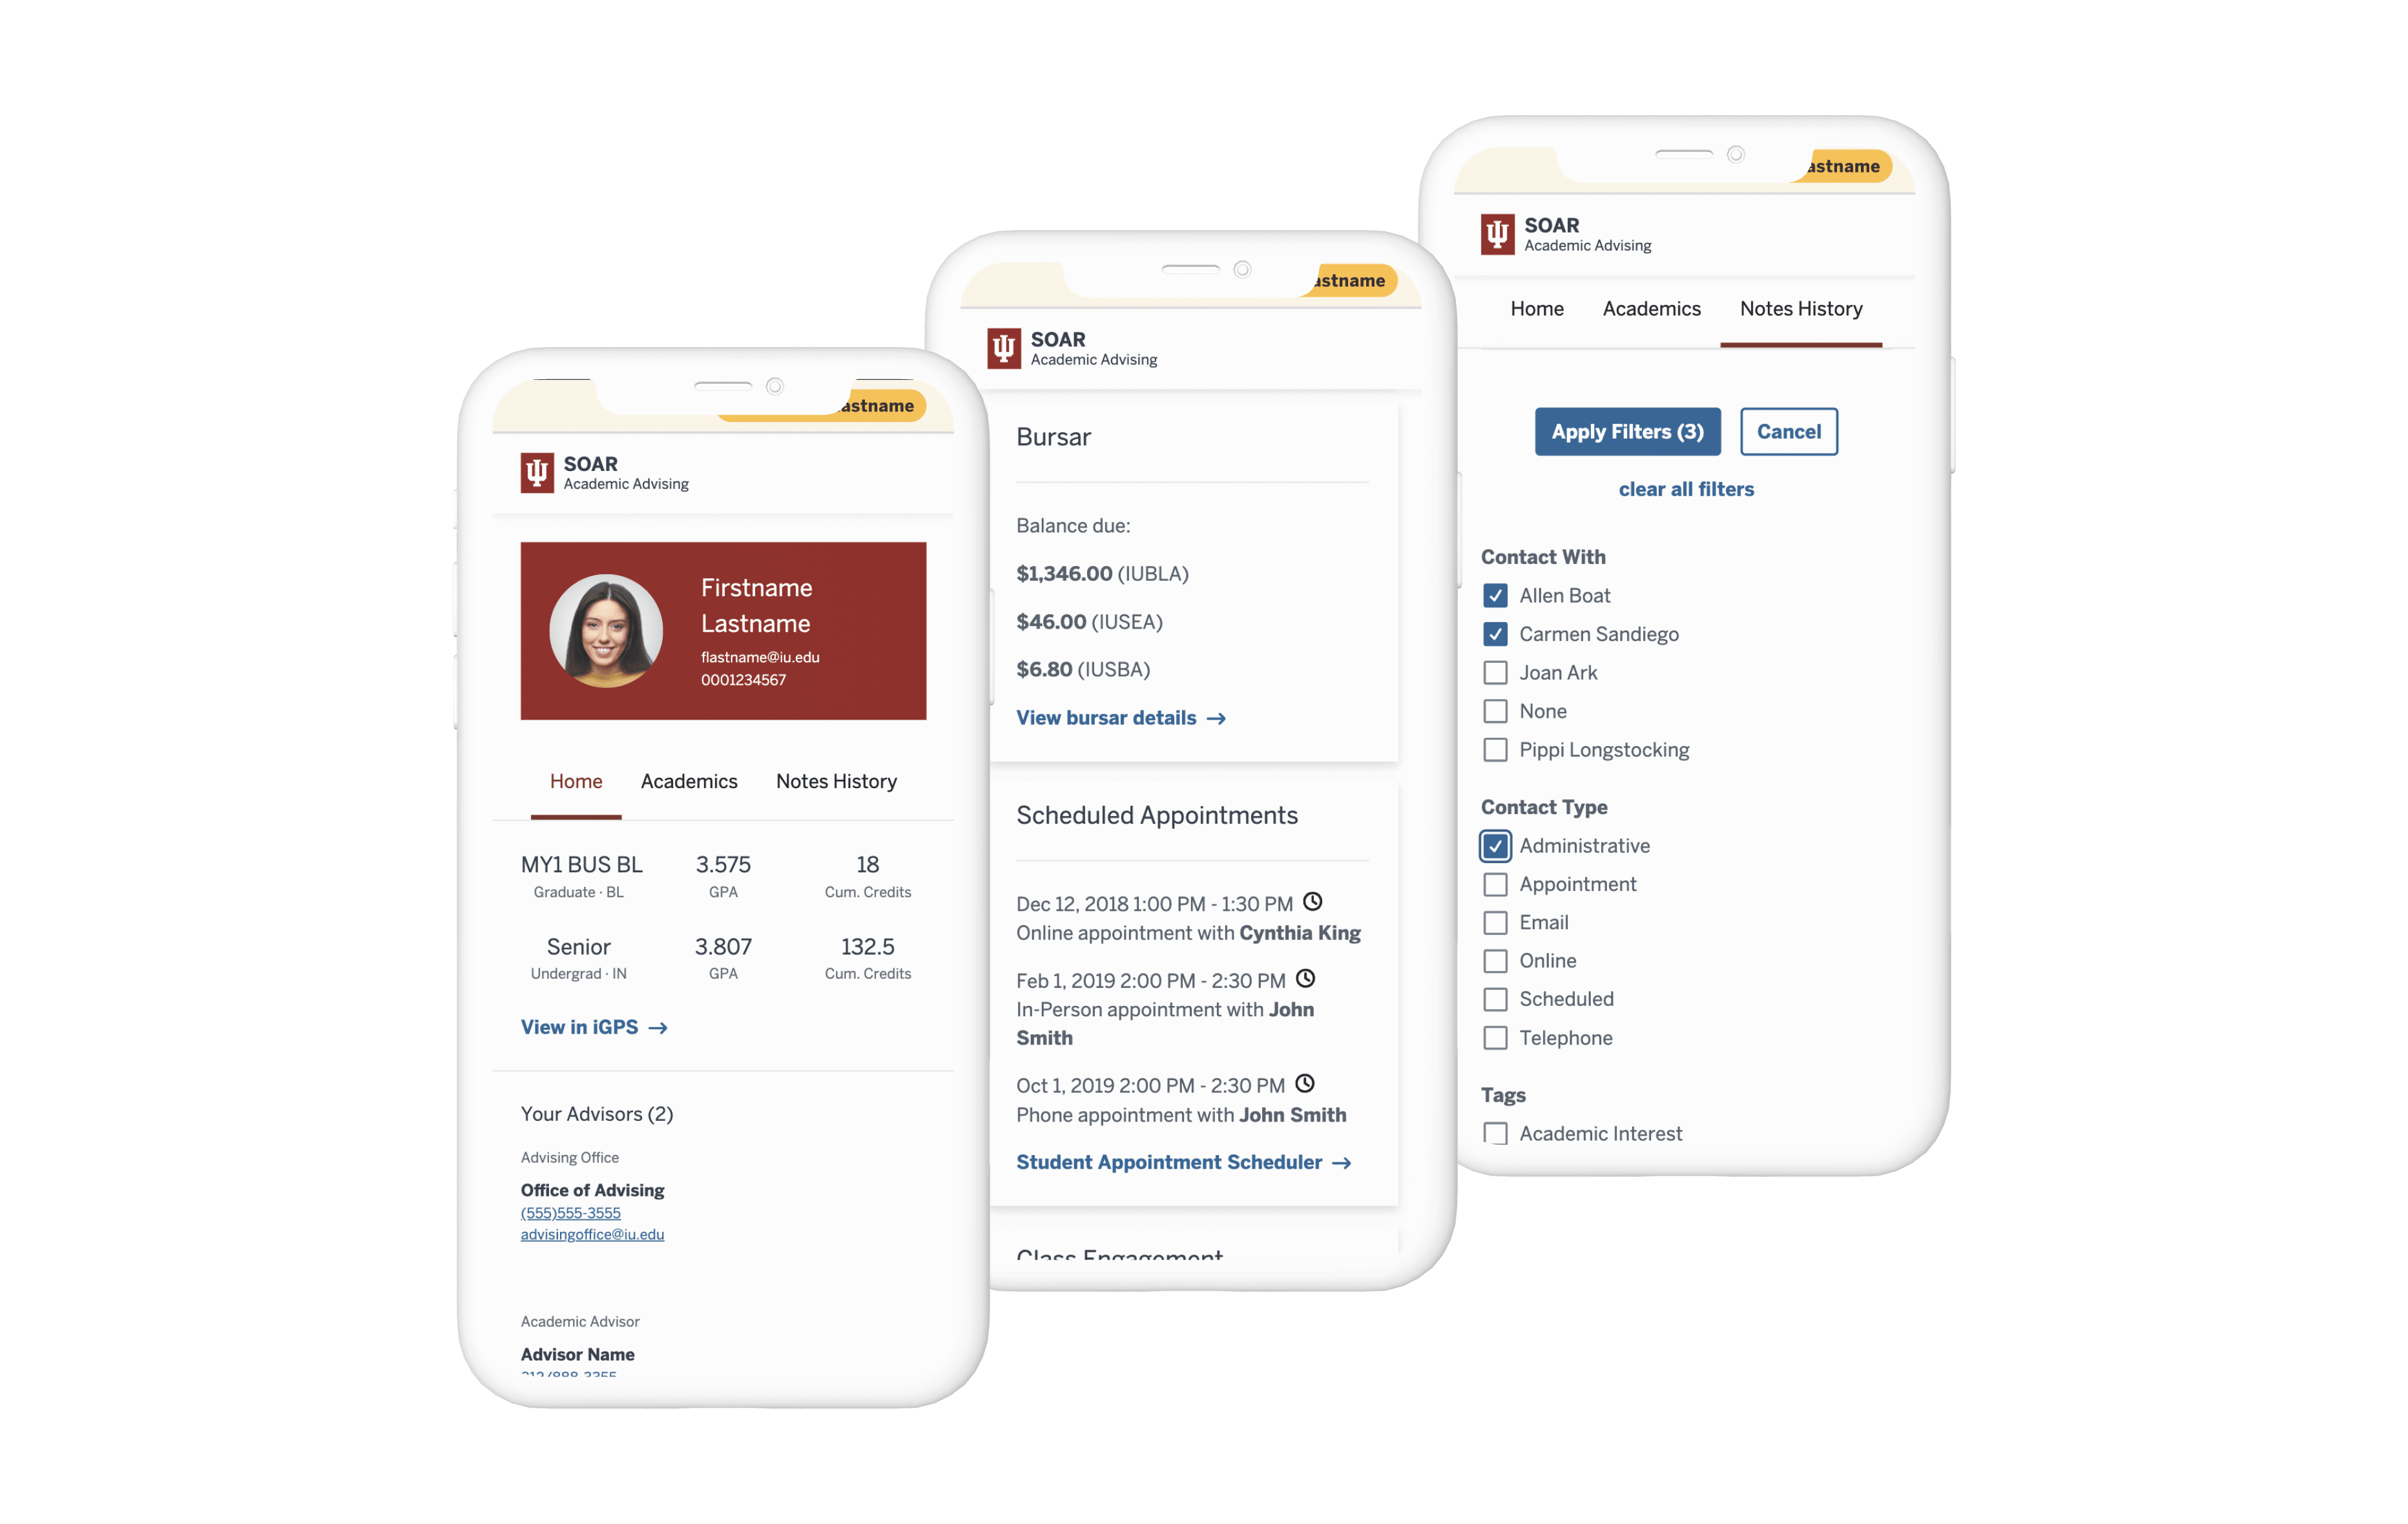 astname
SOAR
Academic Advising
Firstname
Lastname
flastname@iu.edu
0001234567
Home Academics Notes History
MY1 BUS BL 3.575 18
Graduate · BL GPA Cum. Credits
Senior 3.807 132.5
Undergrad · IN GPA Cum. Credits
View in iGPS →
Your Advisors (2)
Advising Office
Office of Advising
(555)555-3555
advisingoffice@iu.edu
Academic Advisor
Advisor Name
astname
SOAR
Academic Advising
Bursar
Balance due:
$1,346.00 (IUBLA)
$46.00 (IUSEA)
$6.80 (IUSBA)
View bursar details →
Scheduled Appointments
Dec 12, 2018 1:00 PM - 1:30 PM
Online appointment with Cynthia King
Feb 1, 2019 2:00 PM - 2:30 PM
In-Person appointment with John
Smith
Oct 1, 2019 2:00 PM - 2:30 PM
Phone appointment with John Smith
Student Appointment Scheduler →
Class Engagement
astname
SOAR
Academic Advising
Home Academics Notes History
Apply Filters (3) Cancel
clear all filters
Contact With
Allen Boat
Carmen Sandiego
Joan Ark
None
Pippi Longstocking
Contact Type
Administrative
Appointment
Email
Online
Scheduled
Telephone
Tags
Academic Interest